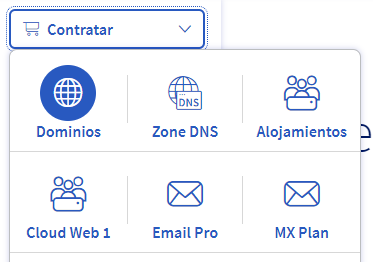 Contratar
DNS
Dominios Zone DNS Alojamientos
Cloud Web 1 Email Pro MX Plan